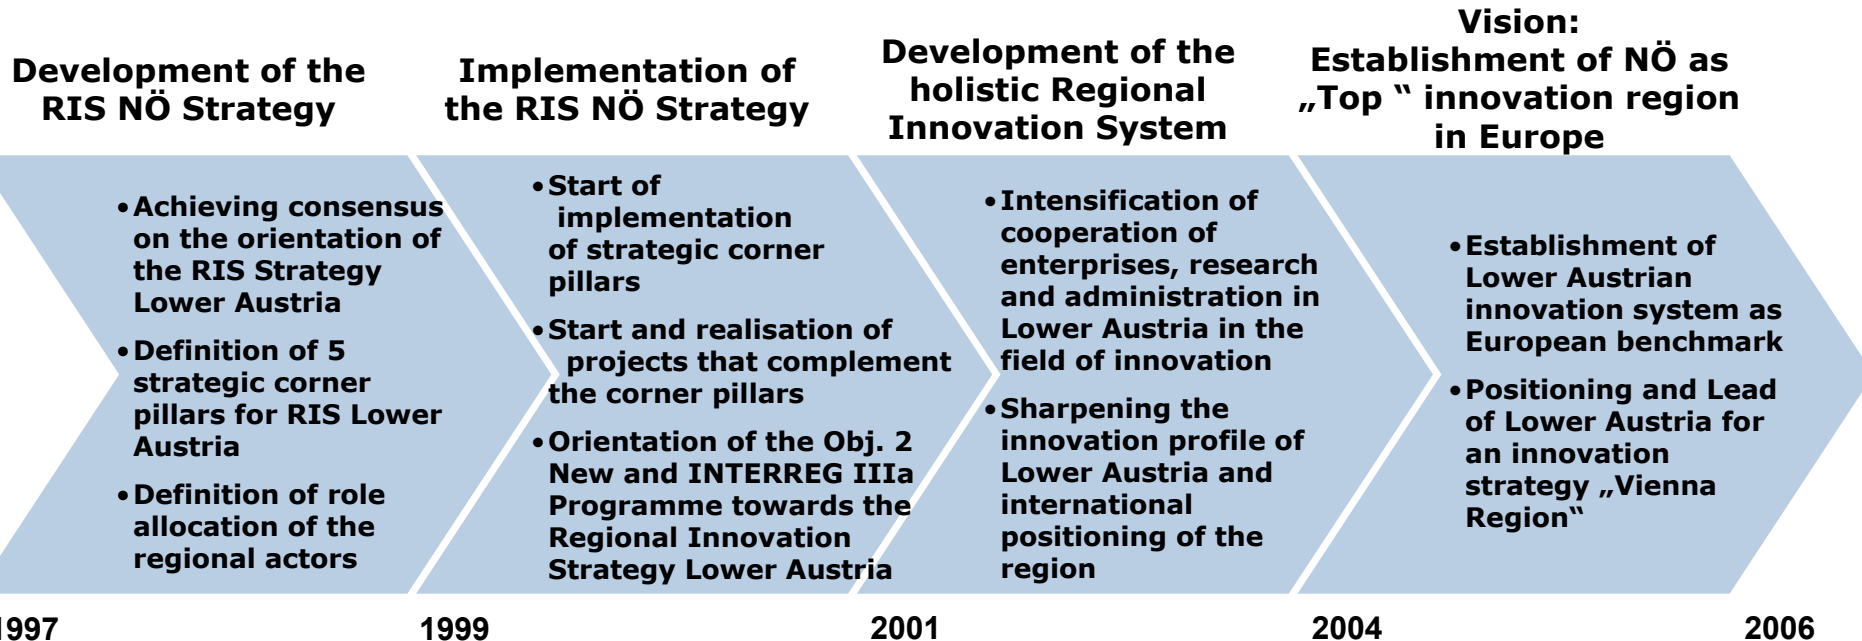 Development of the
RIS NÖ Strategy
Implementation of
the RIS NÖ Strategy
Development of the
holistic Regional
Innovation System
Vision:
Establishment of NÖ as
„Top “ innovation region
in Europe
•Achieving consensus
on the orientation of
the RIS Strategy
Lower Austria
•Definition of 5
strategic corner
pillars for RIS Lower
Austria
•Definition of role
allocation of the
regional actors
•Start of
implementation
of strategic corner
pillars
•Start and realisation of
projects that complement
the corner pillars
•Orientation of the Obj. 2
New and INTERREG IIIa
Programme towards the
Regional Innovation
Strategy Lower Austria
•Intensification of
cooperation of
enterprises, research
and administration in
Lower Austria in the
field of innovation
•Sharpening the
innovation profile of
Lower Austria and
international
positioning of the
region
•Establishment of
Lower Austrian
innovation system as
European benchmark
•Positioning and Lead
of Lower Austria for
an innovation
strategy „Vienna
Region“
1997
1999
2001
2004
2006